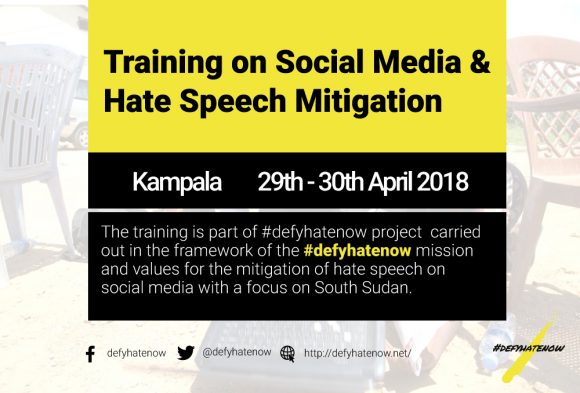 Training on Social Media &
Hate Speech Mitigation
Kampala 29th - 30th April 2018
The training is part of #defyhatenow project carried
out in the framework of the #defyhatenow mission
and values for the mitigation of hate speech on
social media with a focus on South Sudan.
defyhatenow @defyhatenow http://defyhatenow.net/
#DEFYHATENOW